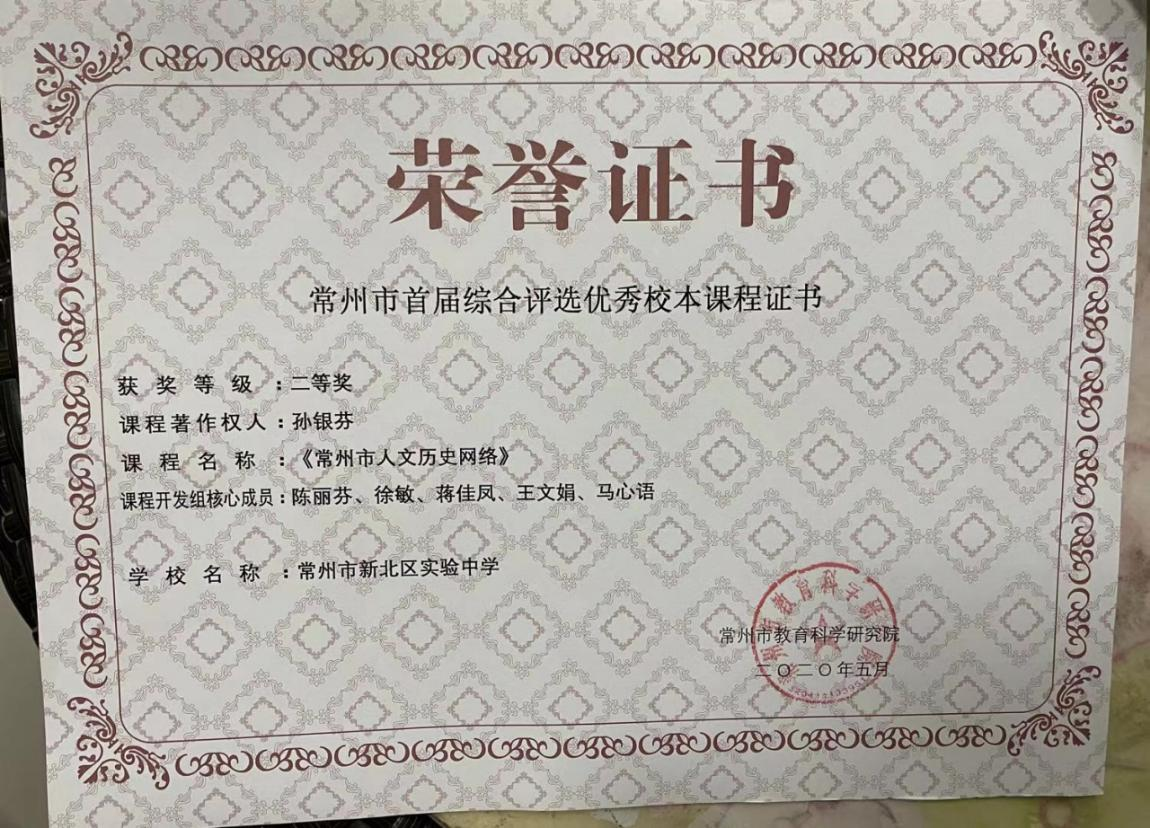 荣誉证书
常州市首届综合评选优秀校本课程证书
获奖等级：二等奖
课程著作权人：孙银芬
课程名称：《常州市人文历史网络》
课程开发组核心成员：陈丽芬、徐敏、蒋佳凤、王文娟、马心语
学校名称：常州市新北区实验中学
常州市教育科学研究院
二〇二〇年五月